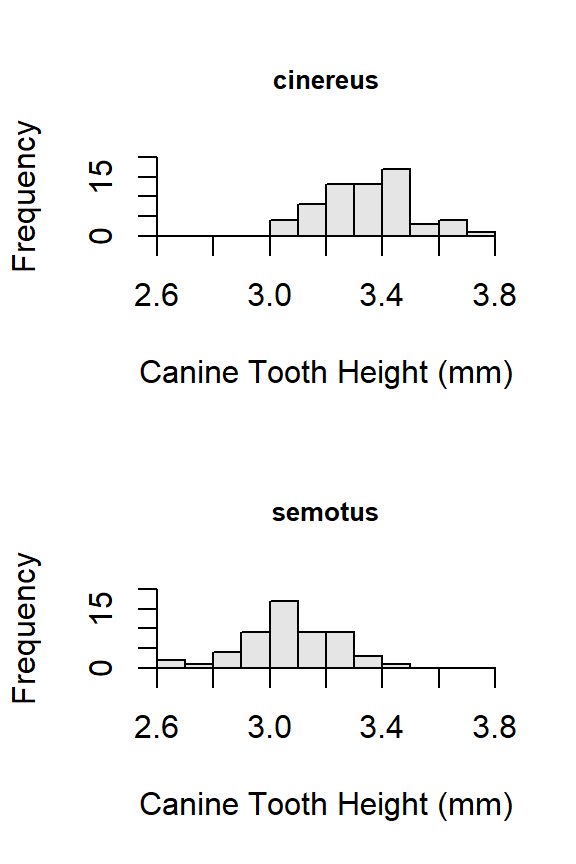 cinereus
Frequency
15
0
2.6 3.0 3.4 3.8
Canine Tooth Height (mm)
semotus
Frequency
15
0
2.6 3.0 3.4 3.8
Canine Tooth Height (mm)